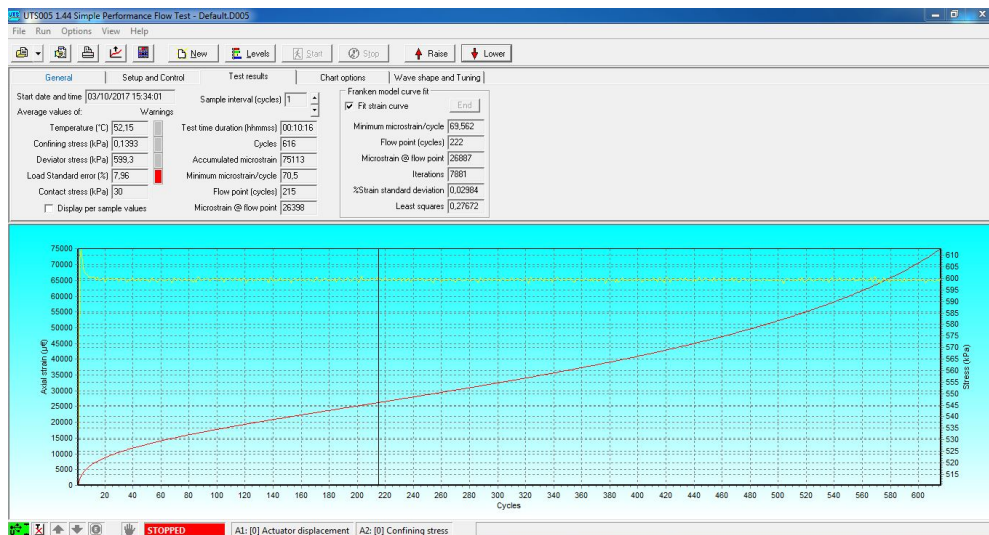 UTS005 1.44 Simple Performance Flow Test - Default.D005
File Run Options View Help
New Levels Start Stop Raise Lower
General Setup and Control Test results Chart options Wave shape and Tuning
Start date and time 03/10/2017 15:34:01
Average values of: Warnings
Temperature (°C) 52,15
Confining stress (kPa) 0,1393
Deviator stress (kPa) 599,3
Load Standard error (%) 7,96
Contact stress (kPa) 30
Display per sample values
Sample interval (cycles) 1
Test time duration (hhmmss) 00:10:16
Cycles 616
Accumulated microstrain 75113
Minimum microstrain/cycle 70,5
Flow point (cycles) 215
Microstrain @ flow point 26398
Franken model curve fit
Fit strain curve End
Minimum microstrain/cycle 69,562
Flow point (cycles) 222
Microstrain @ flow point 26887
Iterations 7881
%Strain standard deviation 0,02984
Least squares 0,27672
Axial strain (µe)
75000
70000
65000
60000
55000
50000
45000
40000
35000
30000
25000
20000
15000
10000
5000
0
20 40 60 80 100 120 140 160 180 200 220 240 260 280 300 320 340 360 380 400 420 440 460 480 500 520 540 560 580 600
Cycles
610
605
600
595
590
585
580
575
570
565
560
555
550
545
540
535
530
525
520
515
Stress (kPa)
STOPPED A1: [0] Actuator displacement A2: [0] Confining stress